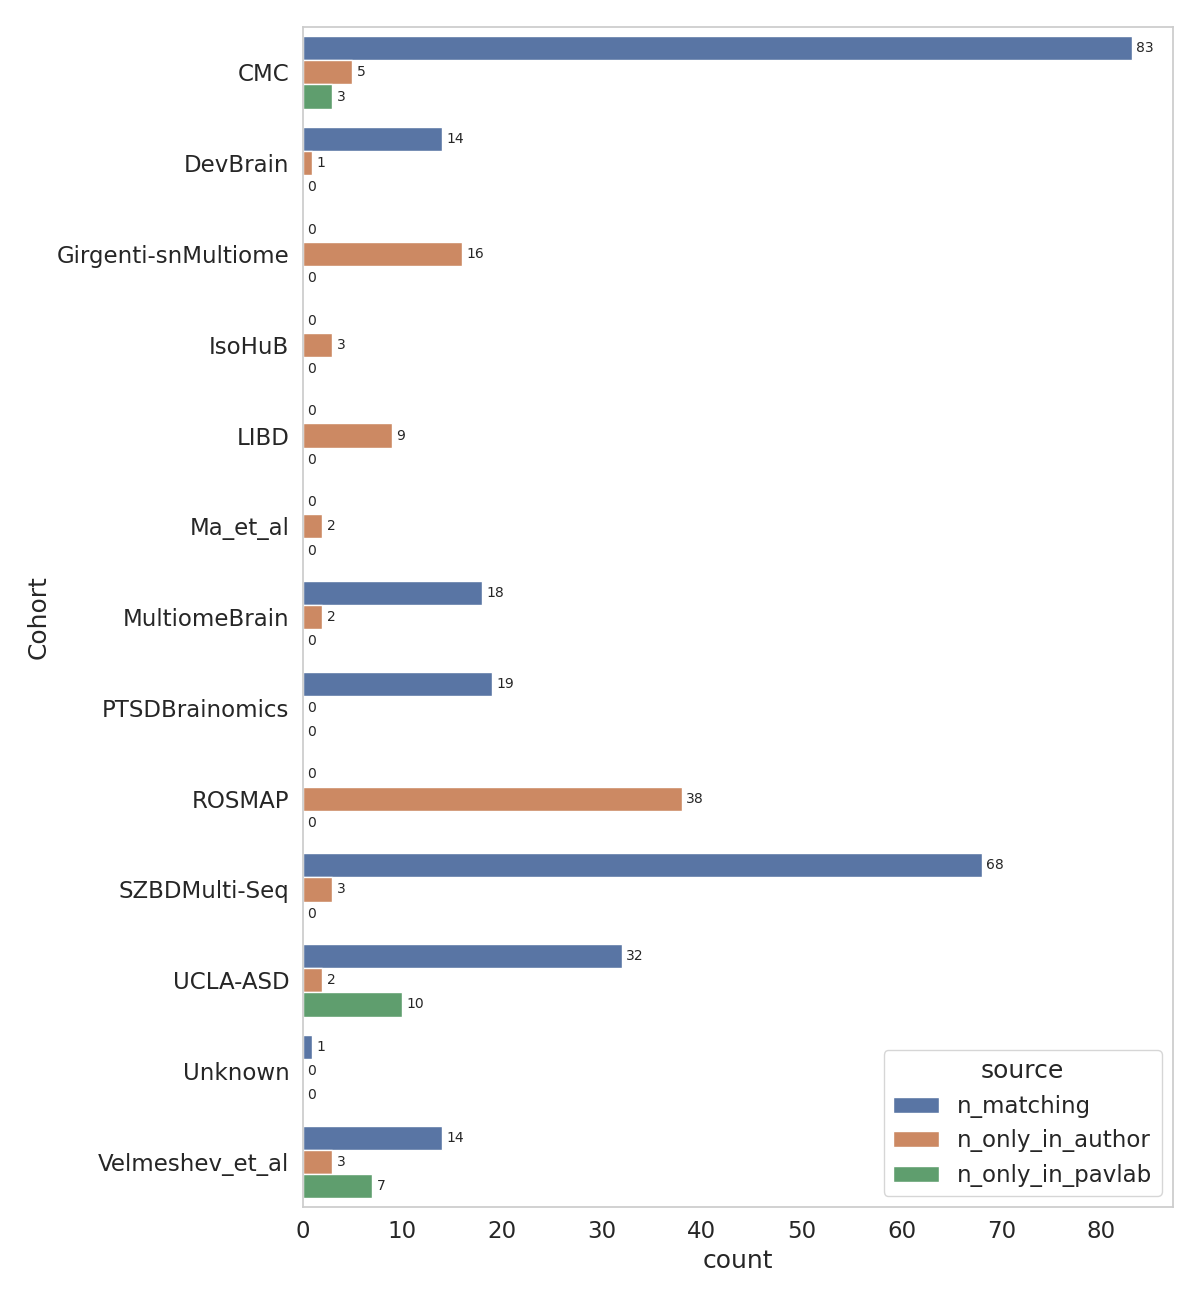 CMC
83
5
3
DevBrain
14
1
0
Girgenti-snMultiome
0
16
0
IsoHuB
0
3
0
LIBD
0
9
0
Ma_et_al
0
2
0
MultiomeBrain
18
2
0
PTSDBrainomics
19
0
0
ROSMAP
0
38
0
SZBDMulti-Seq
68
3
0
UCLA-ASD
32
2
10
Unknown
1
0
0
Velmeshev_et_al
14
3
7
Cohort
0 10 20 30 40 50 60 70 80
count
source
n_matching
n_only_in_author
n_only_in_pavlab